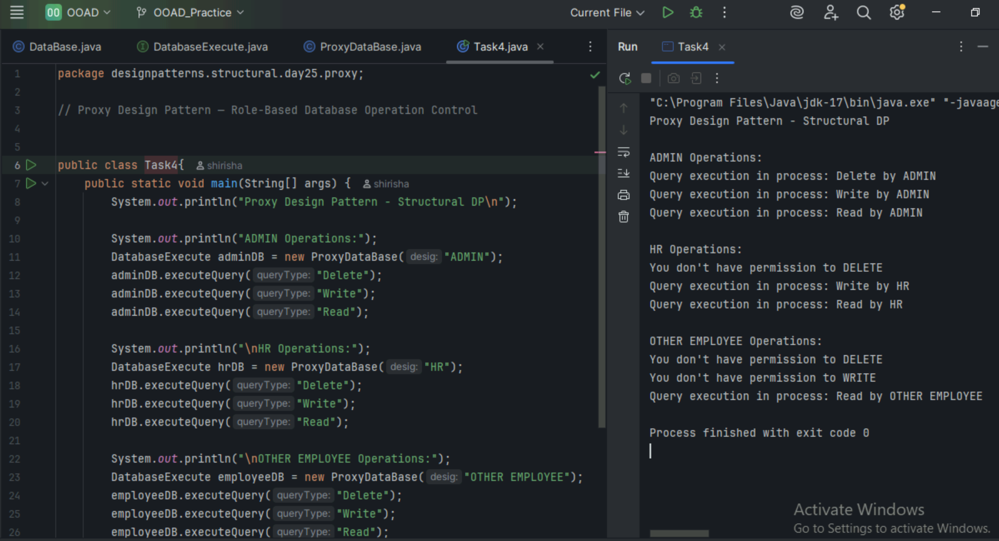 OO OOAD OOAD_Practice Current File
DataBase.java DatabaseExecute.java ProxyDataBase.java Task4.java
1 package designpatterns.structural.day25.proxy;
2
3 // Proxy Design Pattern – Role-Based Database Operation Control
4
5
6 public class Task4{ shirisha
7 public static void main(String[] args) { shirisha
8 System.out.println("Proxy Design Pattern - Structural DP\n");
9
10 System.out.println("ADMIN Operations:");
11 DatabaseExecute adminDB = new ProxyDataBase( desig: "ADMIN");
12 adminDB.executeQuery( queryType: "Delete");
13 adminDB.executeQuery( queryType: "Write");
14 adminDB.executeQuery( queryType: "Read");
15
16 System.out.println("\nHR Operations:");
17 DatabaseExecute hrDB = new ProxyDataBase( desig: "HR");
18 hrDB.executeQuery( queryType: "Delete");
19 hrDB.executeQuery( queryType: "Write");
20 hrDB.executeQuery( queryType: "Read");
21
22 System.out.println("\nOTHER EMPLOYEE Operations:");
23 DatabaseExecute employeeDB = new ProxyDataBase( desig: "OTHER EMPLOYEE");
24 employeeDB.executeQuery( queryType: "Delete");
25 employeeDB.executeQuery( queryType: "Write");
26 employeeDB.executeQuery( queryType: "Read");
Run Task4
"C:\Program Files\Java\jdk-17\bin\java.exe" "-javaage
Proxy Design Pattern - Structural DP

ADMIN Operations:
Query execution in process: Delete by ADMIN
Query execution in process: Write by ADMIN
Query execution in process: Read by ADMIN

HR Operations:
You don't have permission to DELETE
Query execution in process: Write by HR
Query execution in process: Read by HR

OTHER EMPLOYEE Operations:
You don't have permission to DELETE
You don't have permission to WRITE
Query execution in process: Read by OTHER EMPLOYEE

Process finished with exit code 0
Activate Windows
Go to Settings to activate Windows.